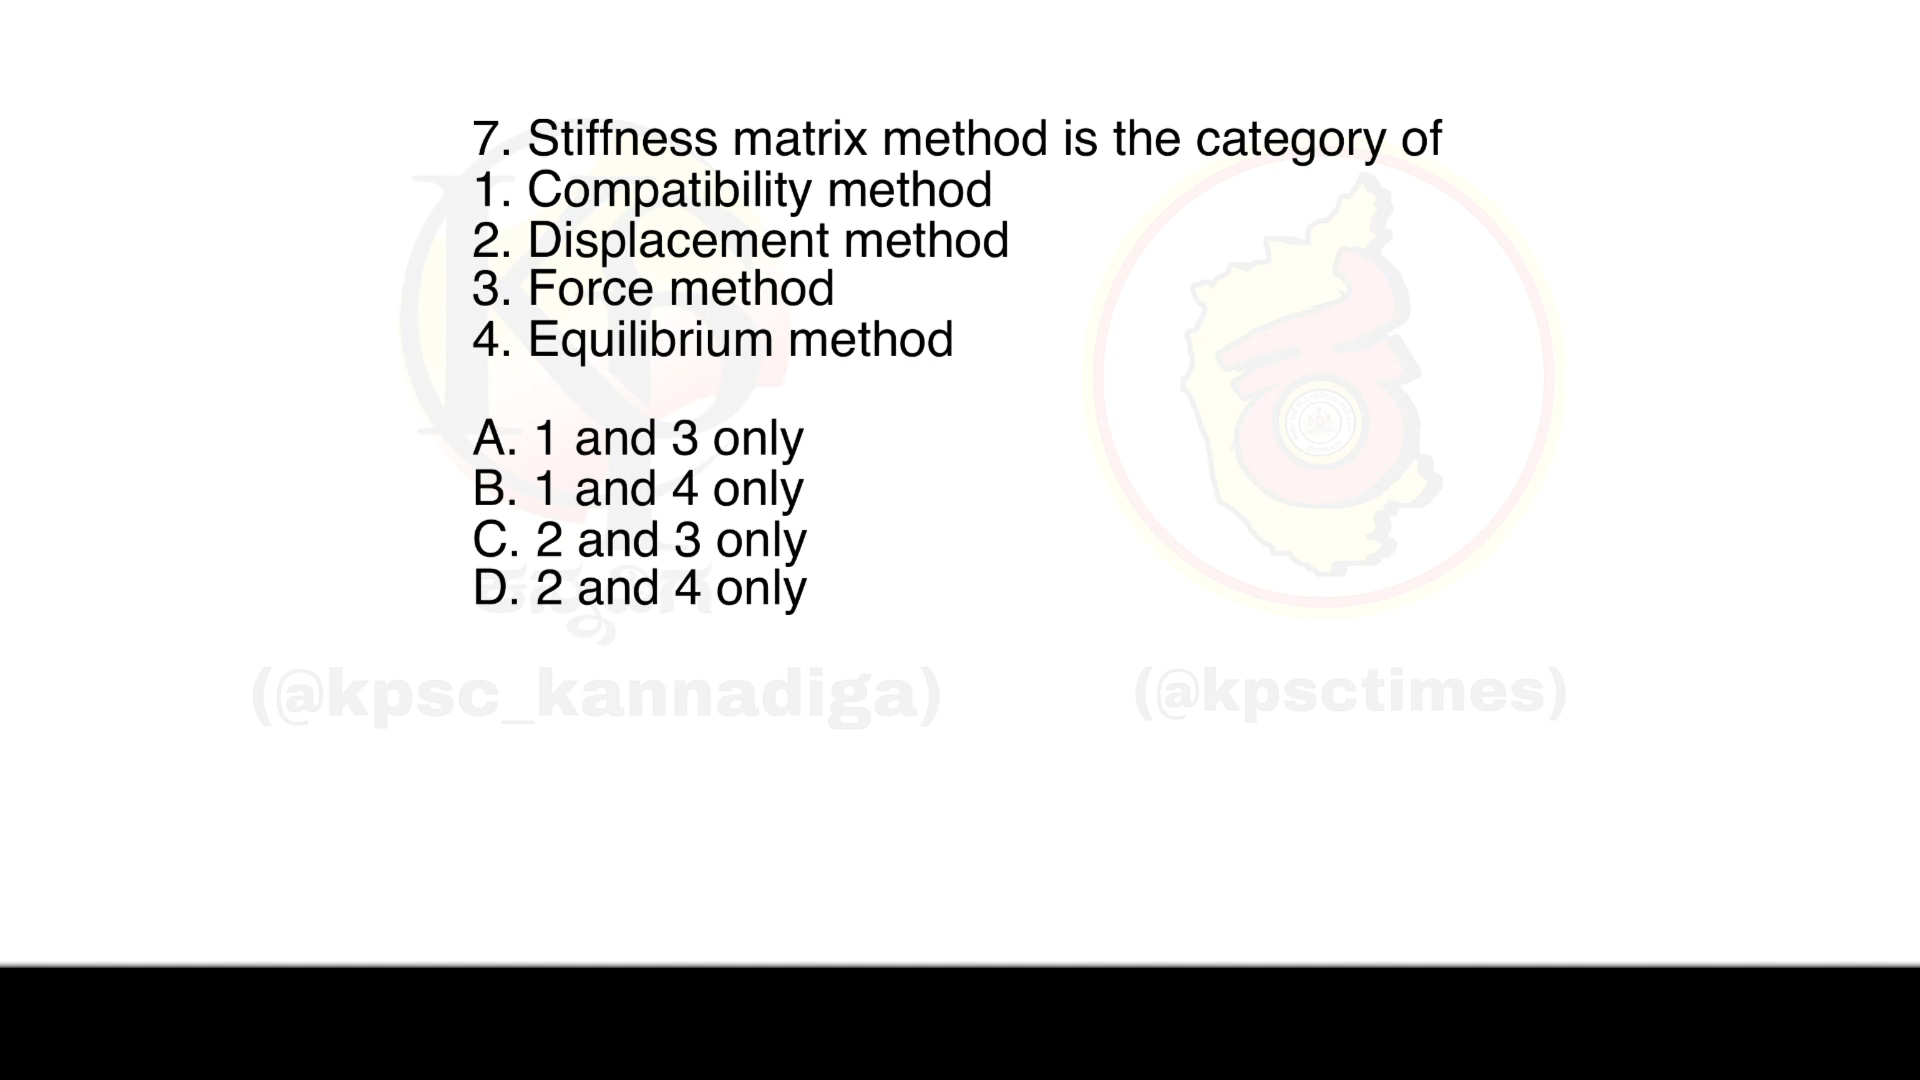 7. Stiffness matrix method is the category of
1. Compatibility method
2. Displacement method
3. Force method
4. Equilibrium method
A. 1 and 3 only
B. 1 and 4 only
C. 2 and 3 only
D. 2 and 4 only
(@kpsc_kannadiga)
(@kpsctimes)